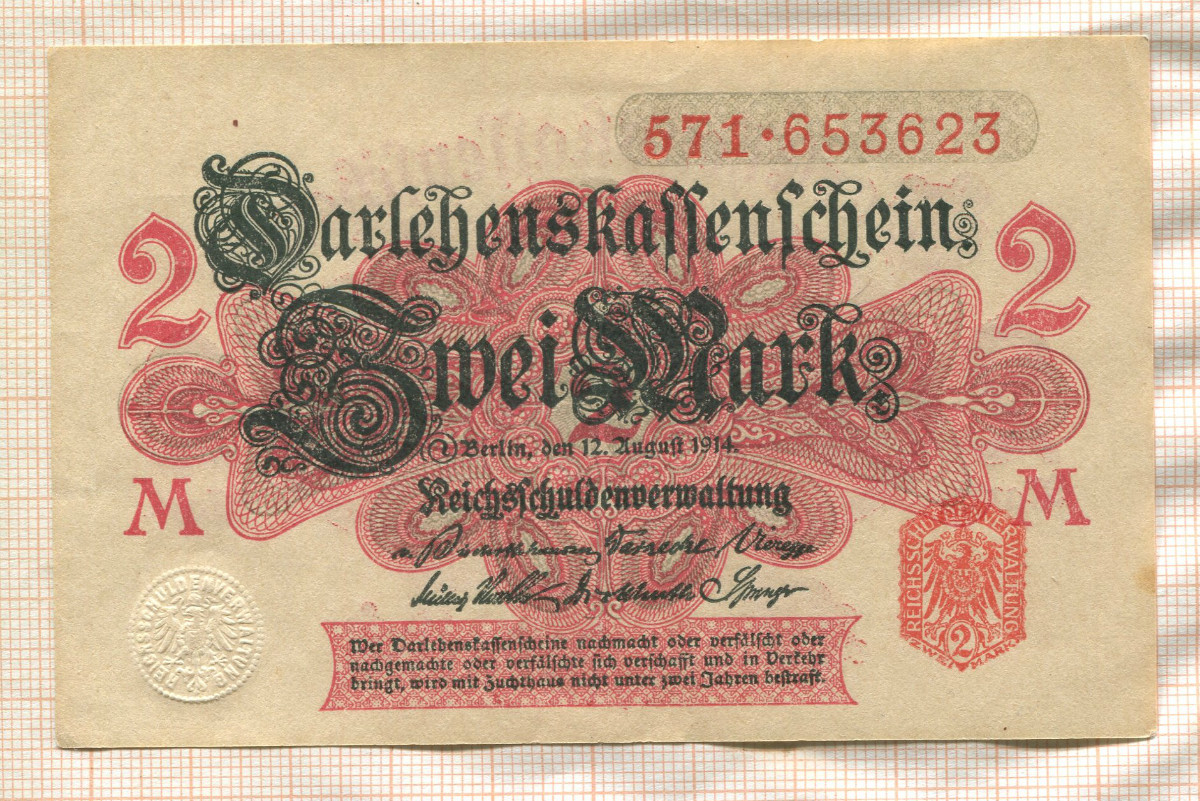 571·653623
Darlehenskassenschein.
2 2
Zwei Mark.
Berlin, den 12. August 1914.
Reichsschuldenverwaltung
M M
REICHSSCHULDENVERWALTUNG
REICHSSCHULDENVERWALTUNG
2
ZWEI MARK
Wer Darlehenskassenscheine nachmacht oder verfälscht oder
nachgemachte oder verfälschte sich verschafft und in Verkehr
bringt, wird mit Zuchthaus nicht unter zwei Jahren bestraft.